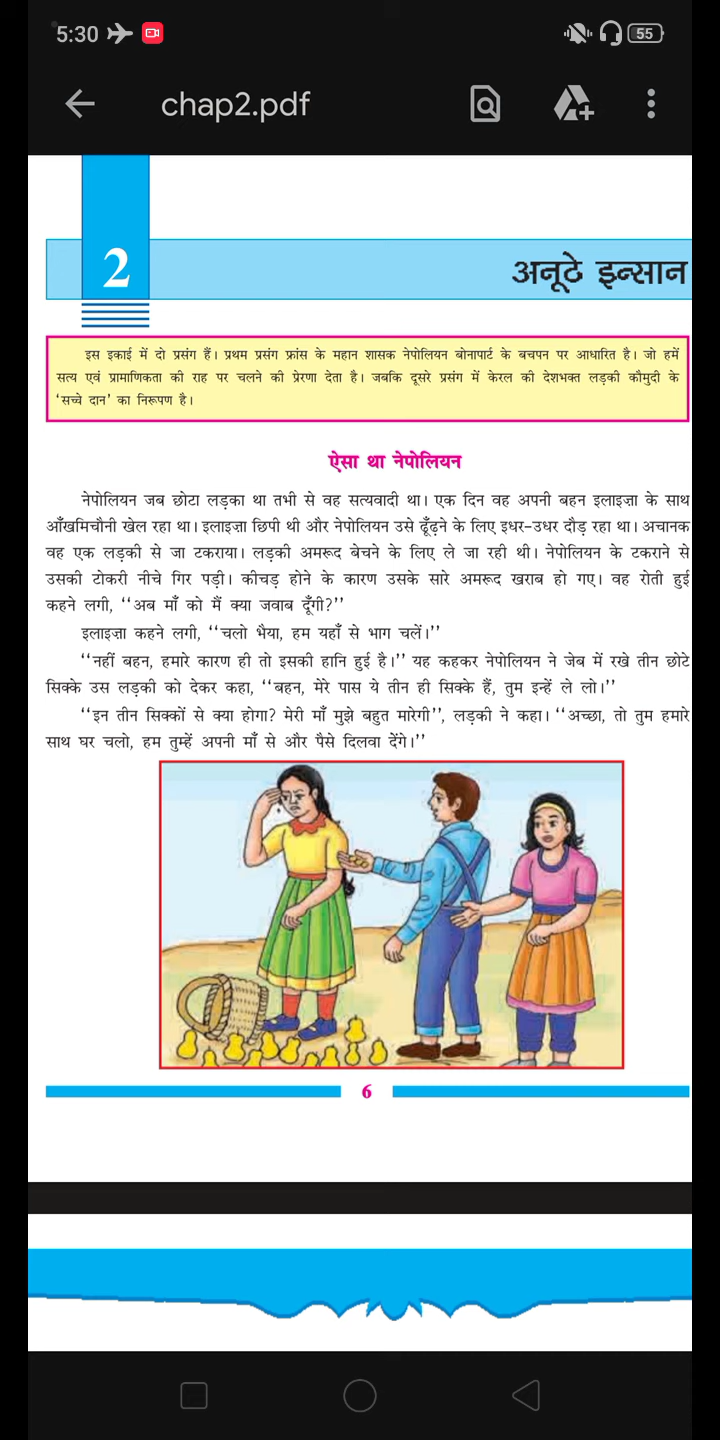 5:30
55
chap2.pdf
2
अनूठे इन्सान
इस इकाई में दो प्रसंग हैं। प्रथम प्रसंग फ्रांस के महान शासक नेपोलियन बोनापार्ट के बचपन पर आधारित है। जो हमें
सत्य एवं प्रामाणिकता की राह पर चलने की प्रेरणा देता है। जबकि दूसरे प्रसंग में केरल की देशभक्त लड़की कौमुदी के
‘सच्चे दान’ का निरूपण है।
ऐसा था नेपोलियन
नेपोलियन जब छोटा लड़का था तभी से वह सत्यवादी था। एक दिन वह अपनी बहन इलाइज़ा के साथ
आँखमिचौनी खेल रहा था। इलाइज़ा छिपी थी और नेपोलियन उसे ढूँढ़ने के लिए इधर-उधर दौड़ रहा था। अचानक
वह एक लड़की से जा टकराया। लड़की अमरूद बेचने के लिए ले जा रही थी। नेपोलियन के टकराने से
उसकी टोकरी नीचे गिर पड़ी। कीचड़ होने के कारण उसके सारे अमरूद खराब हो गए। वह रोती हुई
कहने लगी, ‘‘अब माँ को मैं क्या जवाब दूँगी?’’
इलाइज़ा कहने लगी, ‘‘चलो भैया, हम यहाँ से भाग चलें।’’
‘‘नहीं बहन, हमारे कारण ही तो इसकी हानि हुई है।’’ यह कहकर नेपोलियन ने जेब में रखे तीन छोटे
सिक्के उस लड़की को देकर कहा, ‘‘बहन, मेरे पास ये तीन ही सिक्के हैं, तुम इन्हें ले लो।’’
‘‘इन तीन सिक्कों से क्या होगा? मेरी माँ मुझे बहुत मारेगी’’, लड़की ने कहा। ‘‘अच्छा, तो तुम हमारे
साथ घर चलो, हम तुम्हें अपनी माँ से और पैसे दिलवा देंगे।’’
6